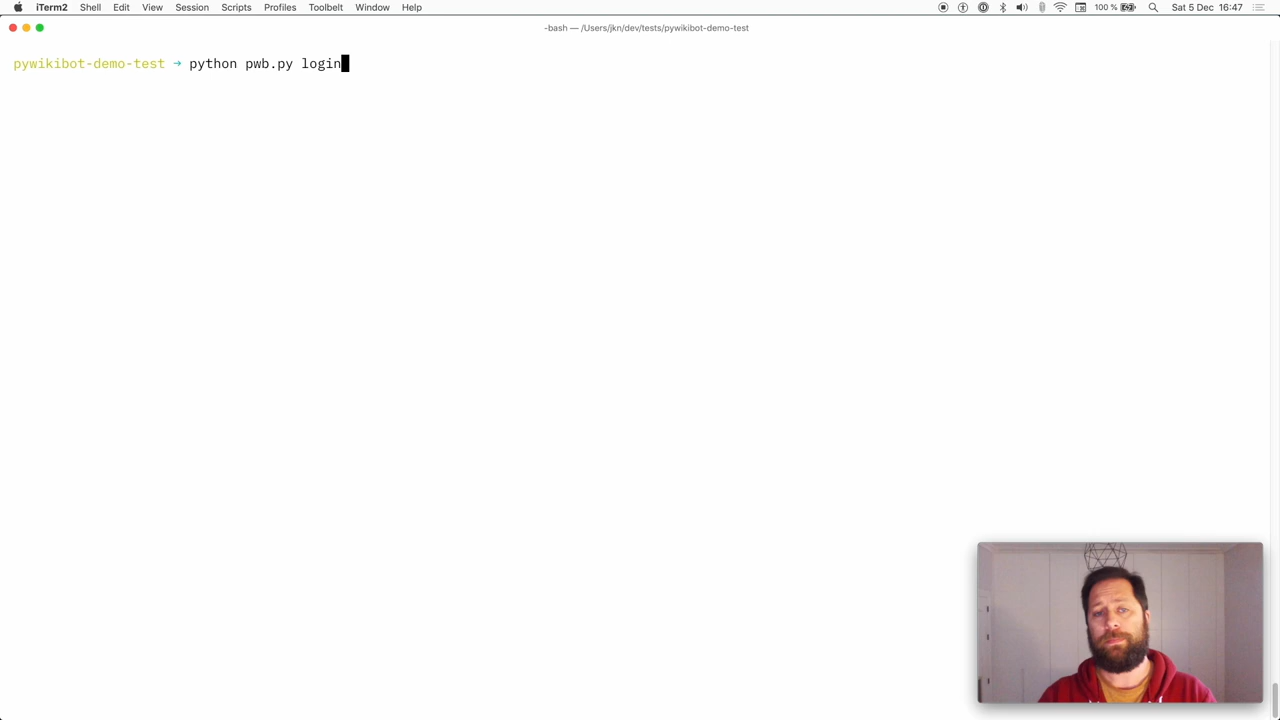 iTerm2 Shell Edit View Session Scripts Profiles Toolbelt Window Help 100 % Sat 5 Dec 16:47
-bash — /Users/jkn/dev/tests/pywikibot-demo-test
pywikibot-demo-test → python pwb.py login